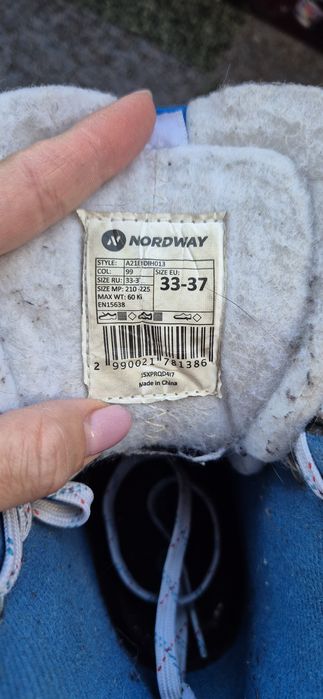 NORDWAY
STYLE:
COL: 99
SIZE RU: 33-3
SIZE MP: 210-225
MAX WT: 60 Ki
EN15638
SIZE EU:
33-37
2 990021 781386
Made in China